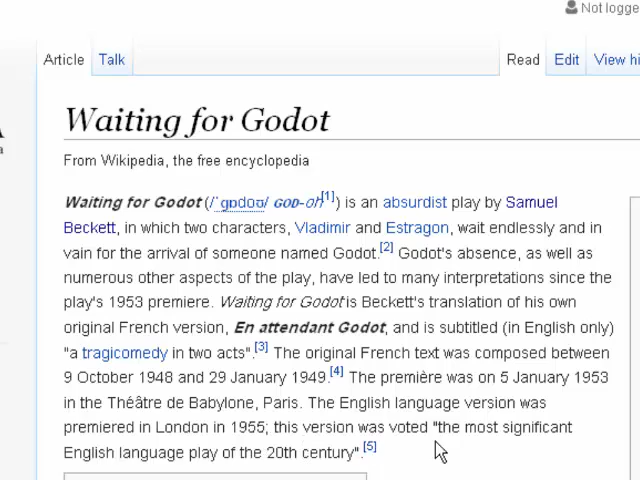 Not logge
Article Talk Read Edit View hi
a
Waiting for Godot
From Wikipedia, the free encyclopedia
Waiting for Godot (/ˈɡɒdoʊ/ GOD-oh[1]) is an absurdist play by Samuel
Beckett, in which two characters, Vladimir and Estragon, wait endlessly and in
vain for the arrival of someone named Godot.[2] Godot's absence, as well as
numerous other aspects of the play, have led to many interpretations since the
play's 1953 premiere. Waiting for Godot is Beckett's translation of his own
original French version, En attendant Godot, and is subtitled (in English only)
"a tragicomedy in two acts".[3] The original French text was composed between
9 October 1948 and 29 January 1949.[4] The première was on 5 January 1953
in the Théâtre de Babylone, Paris. The English language version was
premiered in London in 1955; this version was voted "the most significant
English language play of the 20th century".[5]